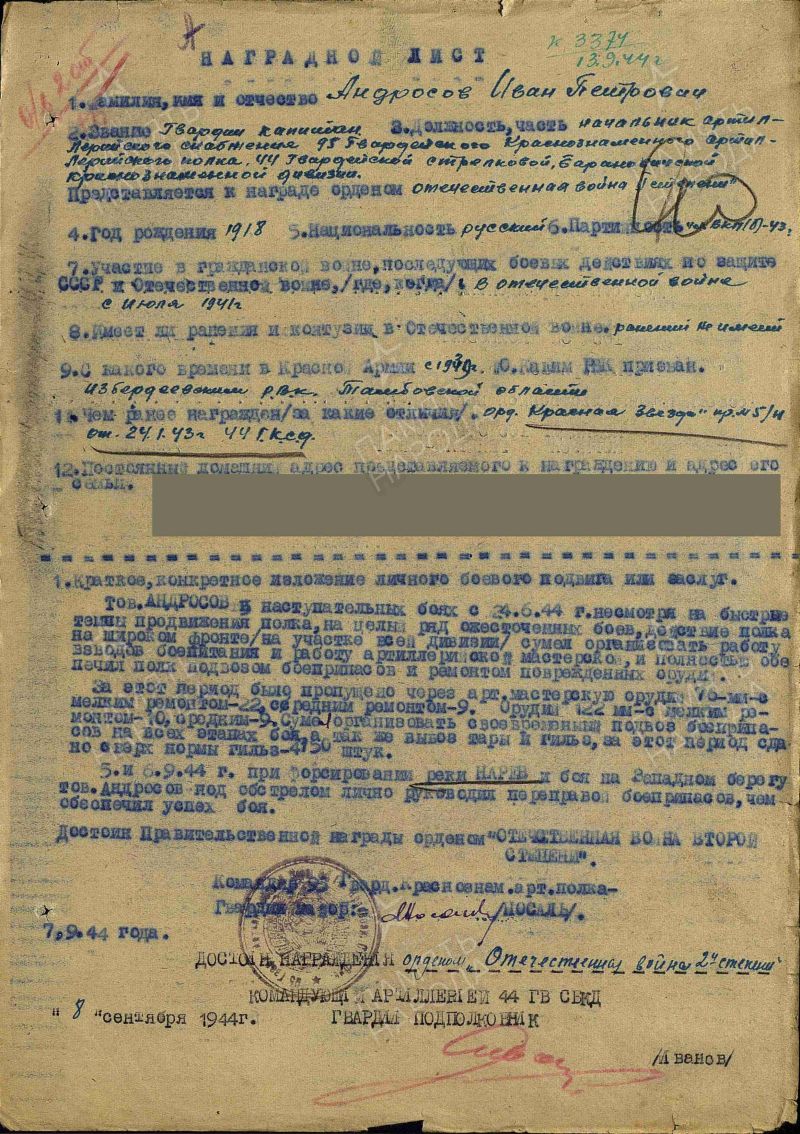 к 3374
13.9.44 г
НАГРАДНОЙ ЛИСТ
1. Фамилия, имя и отчество Андросов Иван Петрович
2. Звание Гвардии капитан 3. Должность, часть начальник артил-
лерийского снабжения 95 Гвардейского Краснознаменного артил-
лерийского полка, 44 Гвардейской стрелковой, Барановичской
краснознаменной дивизии.
Представляется к награде орденом отечественная война II степени"
4. Год рождения 1918 5. Национальность русский 6. Партийность чл ВКП(б)-43г
7. Участие в гражданской войне, последующих боевых действиях по защите
СССР и Отечественной войне, /где, когда/: в отечественной войне
с Июля 1941г
8. Имеет ли ранения и контузии в Отечественной войне. ранений не имеет
9. С какого времени в Красной Армии с 1939г. 10. Каким РВК призван.
Избердеевским р.в.к. Тамбовской области
11. Чем ранее награжден/за какие отличия/. орд. Красная Звезда" пр. №5/н
от 24.1.43г 44 Г.К.С.д.
12. Постоянный домашний адрес представляемого к награждению и адрес его
семьи.
1. Краткое, конкретное изложение личного боевого подвига или заслуг.
Тов. АНДРОСОВ в наступательных боях с 24.6.44 г. несмотря на быстрые
темпы продвижения полка, на целый ряд ожесточенных боев, действие полка
на широком фронте/на участке всей дивизии/ сумел организовать работу
взводов боепитания и работу артиллерийской мастерской, и полностью обе
печил полк подвозом боеприпасов и ремонтом поврежденных орудий.
За этот период было пропущено через арт. мастерскую орудий 76-мм-с
мелким ремонтом-22, средним ремонтом-9. Орудий 122 мм-с мелким ре-
монтом-10, средним-9. Сумел организовать своевременный подвоз боеприпа-
сов на всех этапах боя, а так же вывоз тары и гильз, за этот период сда
но сверх нормы гильз-4750 штук.
5. и 6.9.44 г. при форсировании реки НАРЕВ и боя на Западном берегу
тов. Андросов под обстрелом лично руководил переправой боеприпасов, чем
обеспечил успех боя.
Достоин Правительственной награды орденом "ОТЕЧЕСТВЕННАЯ ВОЙНА ВТОРОЙ
СТЕПЕНИ".
Командир 95 Гвард. Краснознам. арт. полка-
Гвардии майор: /МОСАЛЬ/.
7.9.44 года.
ДОСТОИН НАГРАЖДЕНИЯ орденом „Отечественная война 2й степени"
КОМАНДУЮЩИЙ АРТИЛЛЕРИЕЙ 44 ГВ СБКД
" 8 "сентября 1944г. ГВАРДИИ ПОДПОЛКОВНИК
/Иванов/
ПАМЯТЬ НАРОДА